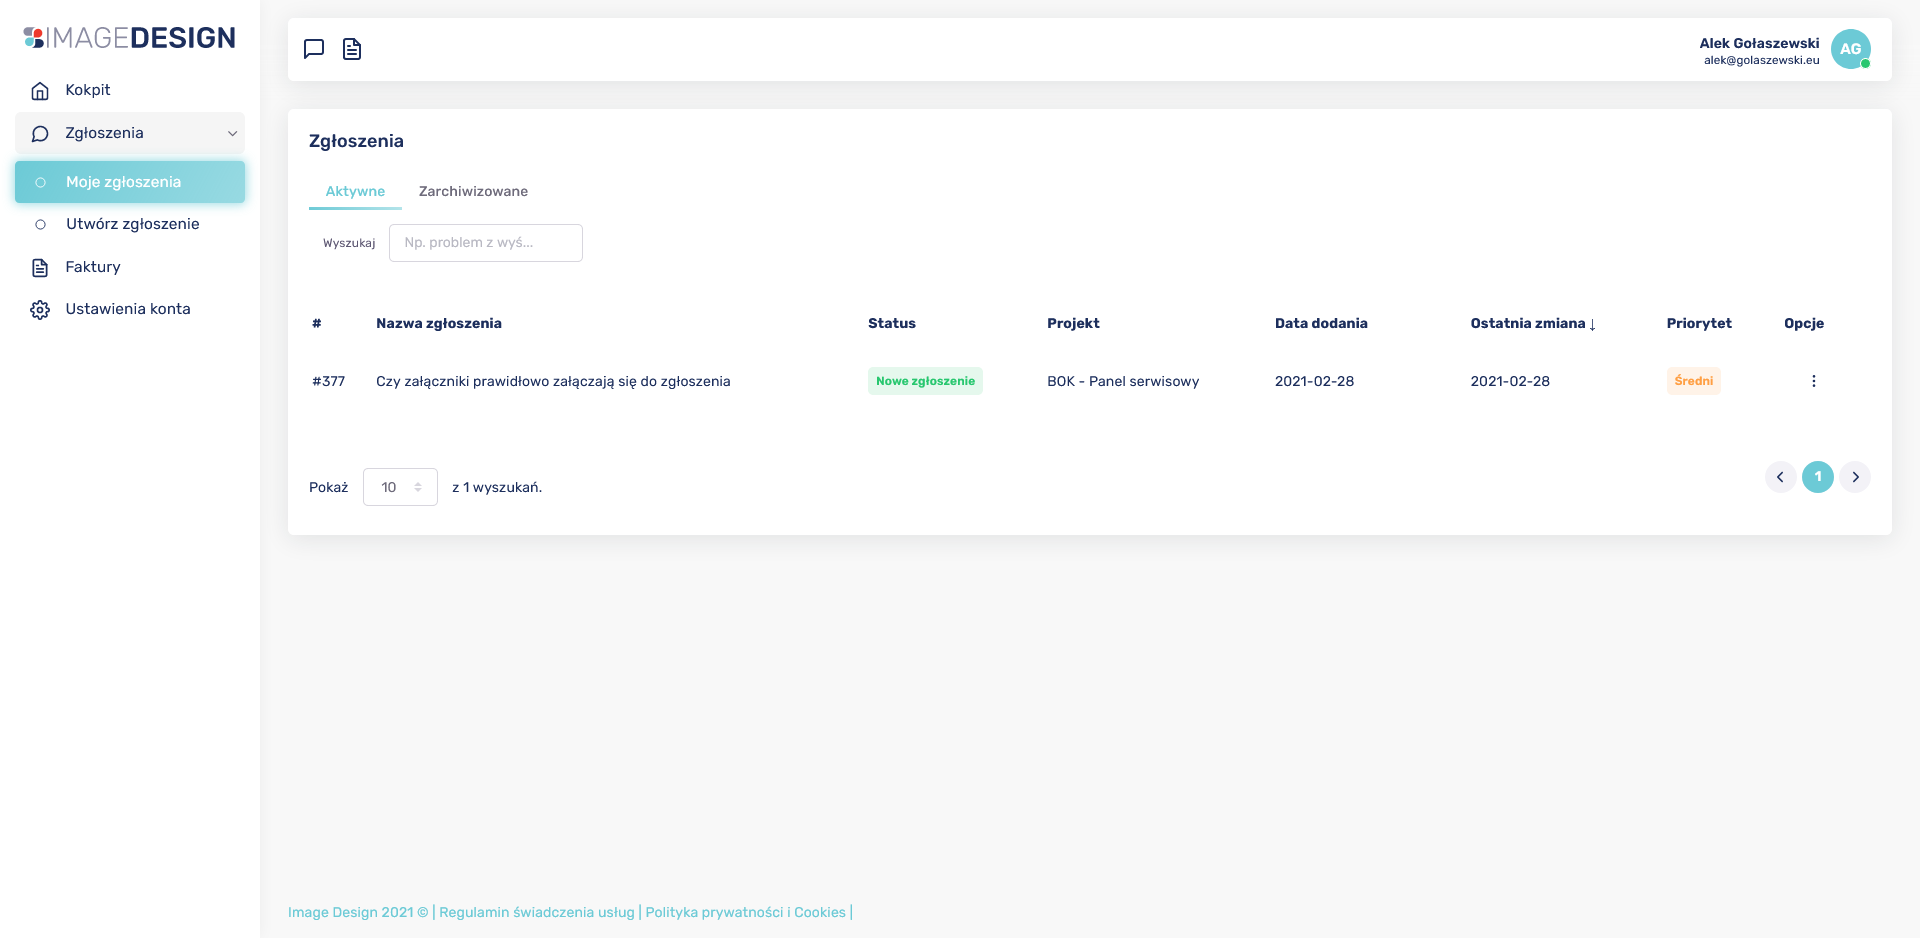 IMAGEDESIGN
Kokpit
Zgłoszenia
Moje zgłoszenia
Utwórz zgłoszenie
Faktury
Ustawienia konta
Alek Gołaszewski
alek@golaszewski.eu
AG
Zgłoszenia
Aktywne Zarchiwizowane
Wyszukaj Np. problem z wyś...
# Nazwa zgłoszenia Status Projekt Data dodania Ostatnia zmiana ↓ Priorytet Opcje
#377 Czy załączniki prawidłowo załączają się do zgłoszenia Nowe zgłoszenie BOK - Panel serwisowy 2021-02-28 2021-02-28 Średni
Pokaż 10 z 1 wyszukań. 1
Image Design 2021 © | Regulamin świadczenia usług | Polityka prywatności i Cookies |